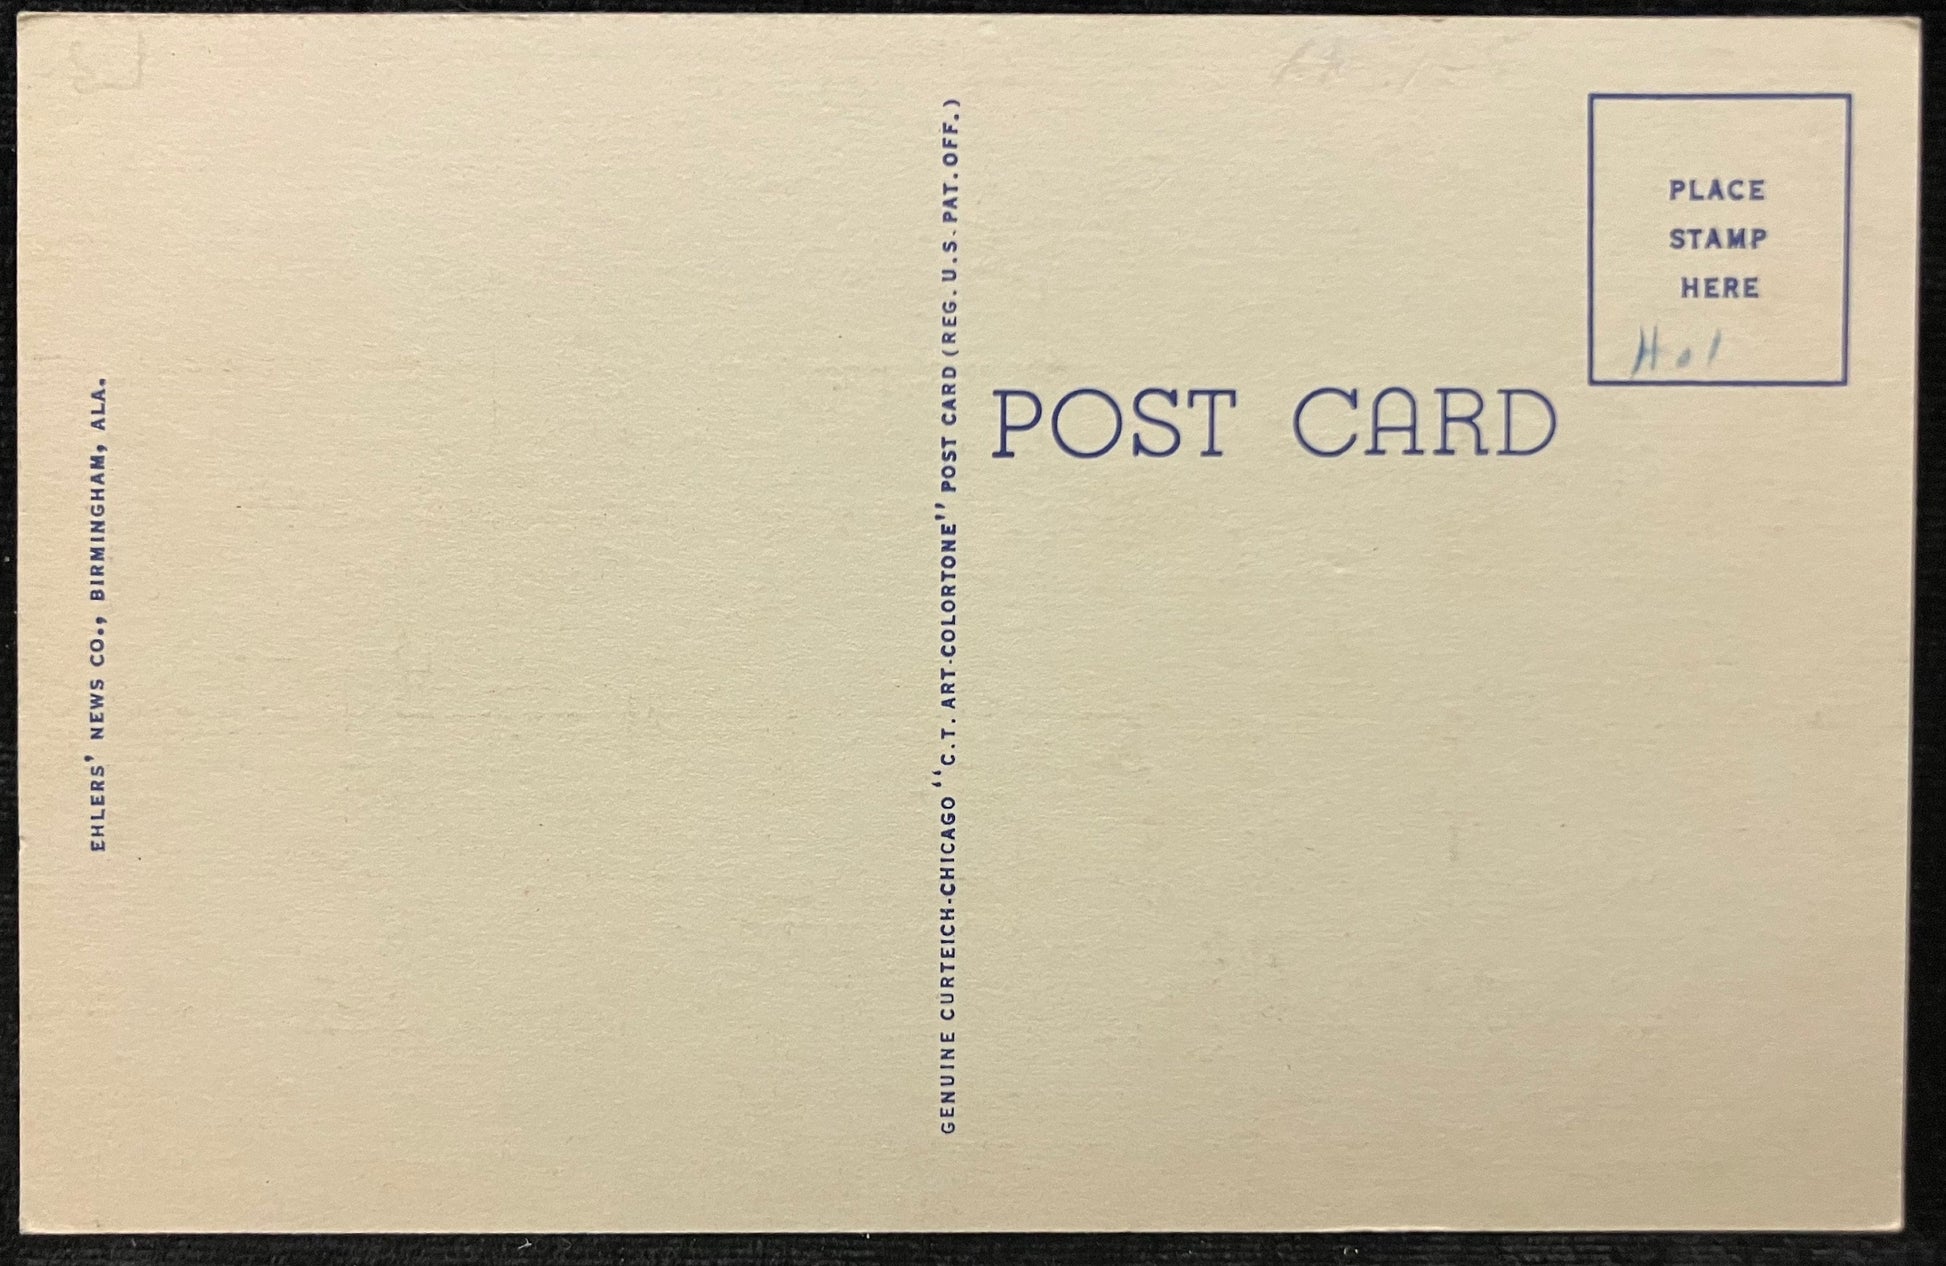 EHLERS' NEWS CO., BIRMINGHAM, ALA.
GENUINE CURTEICH-CHICAGO "C.T. ART-COLORTONE" POST CARD (REG. U.S. PAT. OFF.)
POST CARD
PLACE
STAMP
HERE